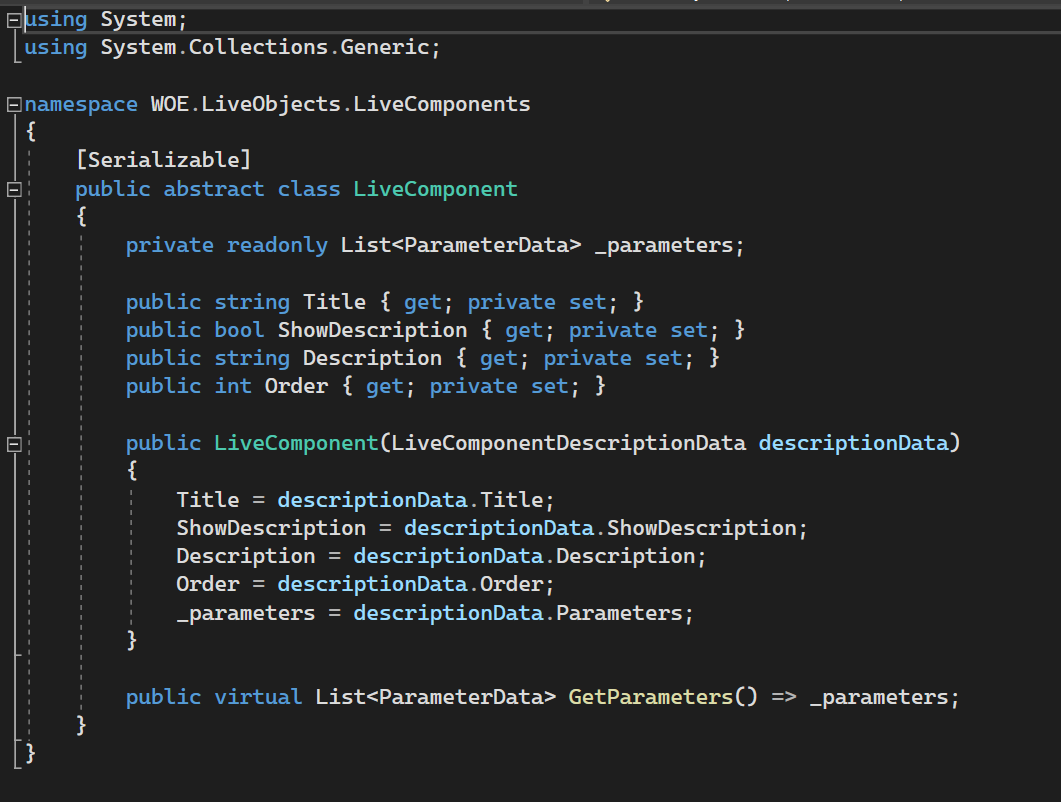 using System;
using System.Collections.Generic;
namespace WOE.LiveObjects.LiveComponents
{
[Serializable]
public abstract class LiveComponent
{
private readonly List<ParameterData> _parameters;
public string Title { get; private set; }
public bool ShowDescription { get; private set; }
public string Description { get; private set; }
public int Order { get; private set; }
public LiveComponent(LiveComponentDescriptionData descriptionData)
{
Title = descriptionData.Title;
ShowDescription = descriptionData.ShowDescription;
Description = descriptionData.Description;
Order = descriptionData.Order;
_parameters = descriptionData.Parameters;
}
public virtual List<ParameterData> GetParameters() => _parameters;
}
}